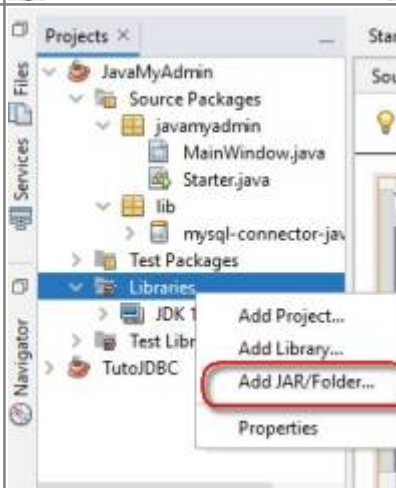 Files
Services
Navigator
Projects
JavaMyAdmin
Source Packages
javamyadmin
MainWindow.java
Starter.java
lib
mysql-connector-jav
Test Packages
Libraries
JDK 1
Test Libr
TutoJDBC
Add Project...
Add Library...
Add JAR/Folder...
Properties
Star
Sou